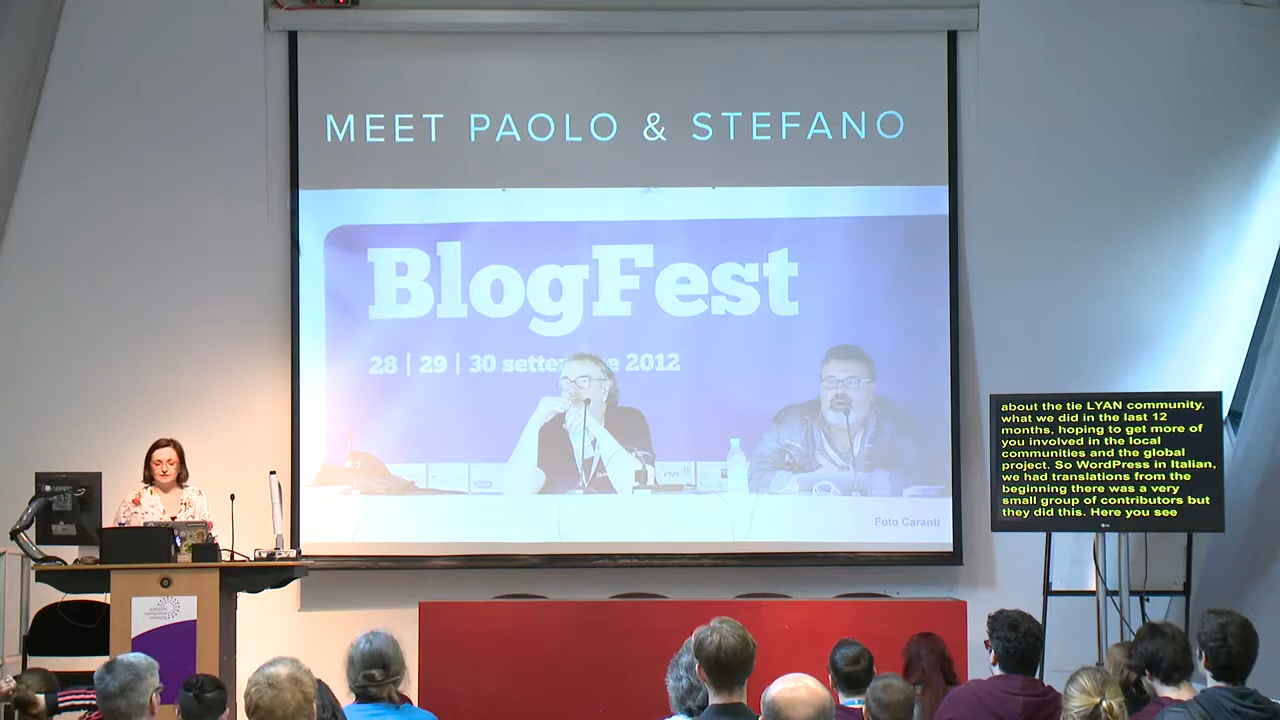 MEET PAOLO & STEFANO
BlogFest
28 | 29 | 30 sette e 2012
Foto Caranti
about the tie LYAN community,
what we did in the last 12
months, hoping to get more of
you involved in the local
communities and the global
project. So WordPress in Italian,
we had translations from the
beginning there was a very
small group of contributors but
they did this. Here you see
LG